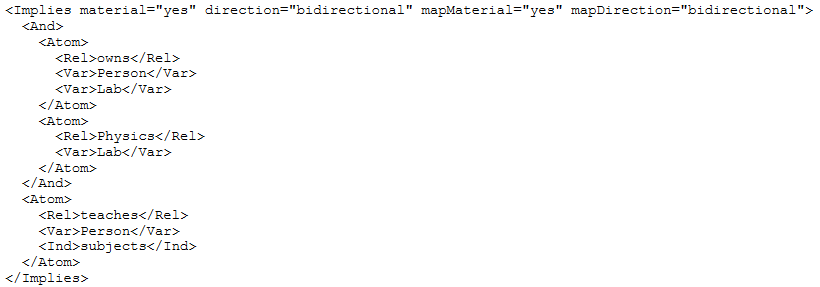 <Implies material="yes" direction="bidirectional" mapMaterial="yes" mapDirection="bidirectional">
  <And>
    <Atom>
      <Rel>owns</Rel>
      <Var>Person</Var>
      <Var>Lab</Var>
    </Atom>
    <Atom>
      <Rel>Physics</Rel>
      <Var>Lab</Var>
    </Atom>
  </And>
  <Atom>
    <Rel>teaches</Rel>
    <Var>Person</Var>
    <Ind>subjects</Ind>
  </Atom>
</Implies>